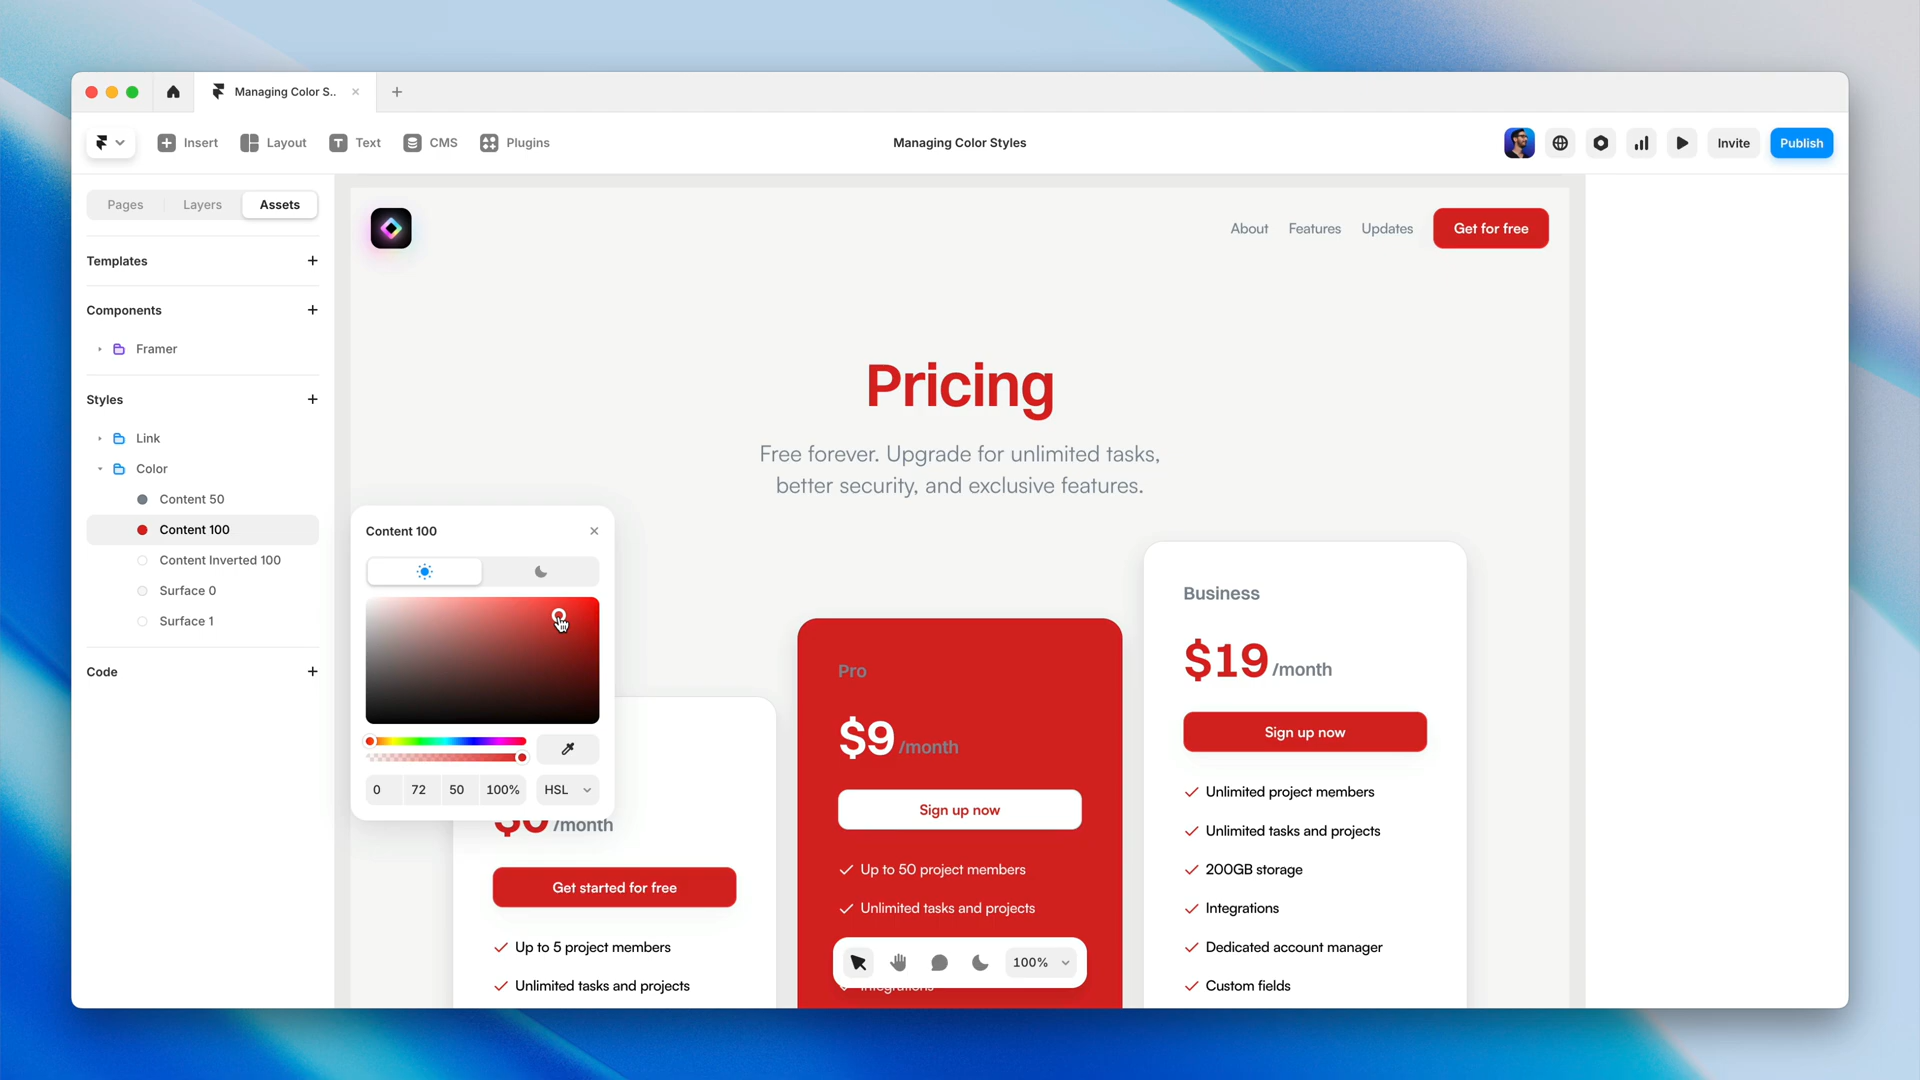 Managing Color S..
Insert
Layout
Text
CMS
Plugins
Managing Color Styles
Invite
Publish
Pages
Layers
Assets
Templates
Components
Framer
Styles
Link
Color
Content 50
Content 100
Content Inverted 100
Surface 0
Surface 1
Code
About
Features
Updates
Get for free
Pricing
Free forever. Upgrade for unlimited tasks,
better security, and exclusive features.
Content 100
0
72
50
100%
HSL
$0 /month
Get started for free
Up to 5 project members
Unlimited tasks and projects
Pro
$9 /month
Sign up now
Up to 50 project members
Unlimited tasks and projects
Integrations
100%
Business
$19 /month
Sign up now
Unlimited project members
Unlimited tasks and projects
200GB storage
Integrations
Dedicated account manager
Custom fields